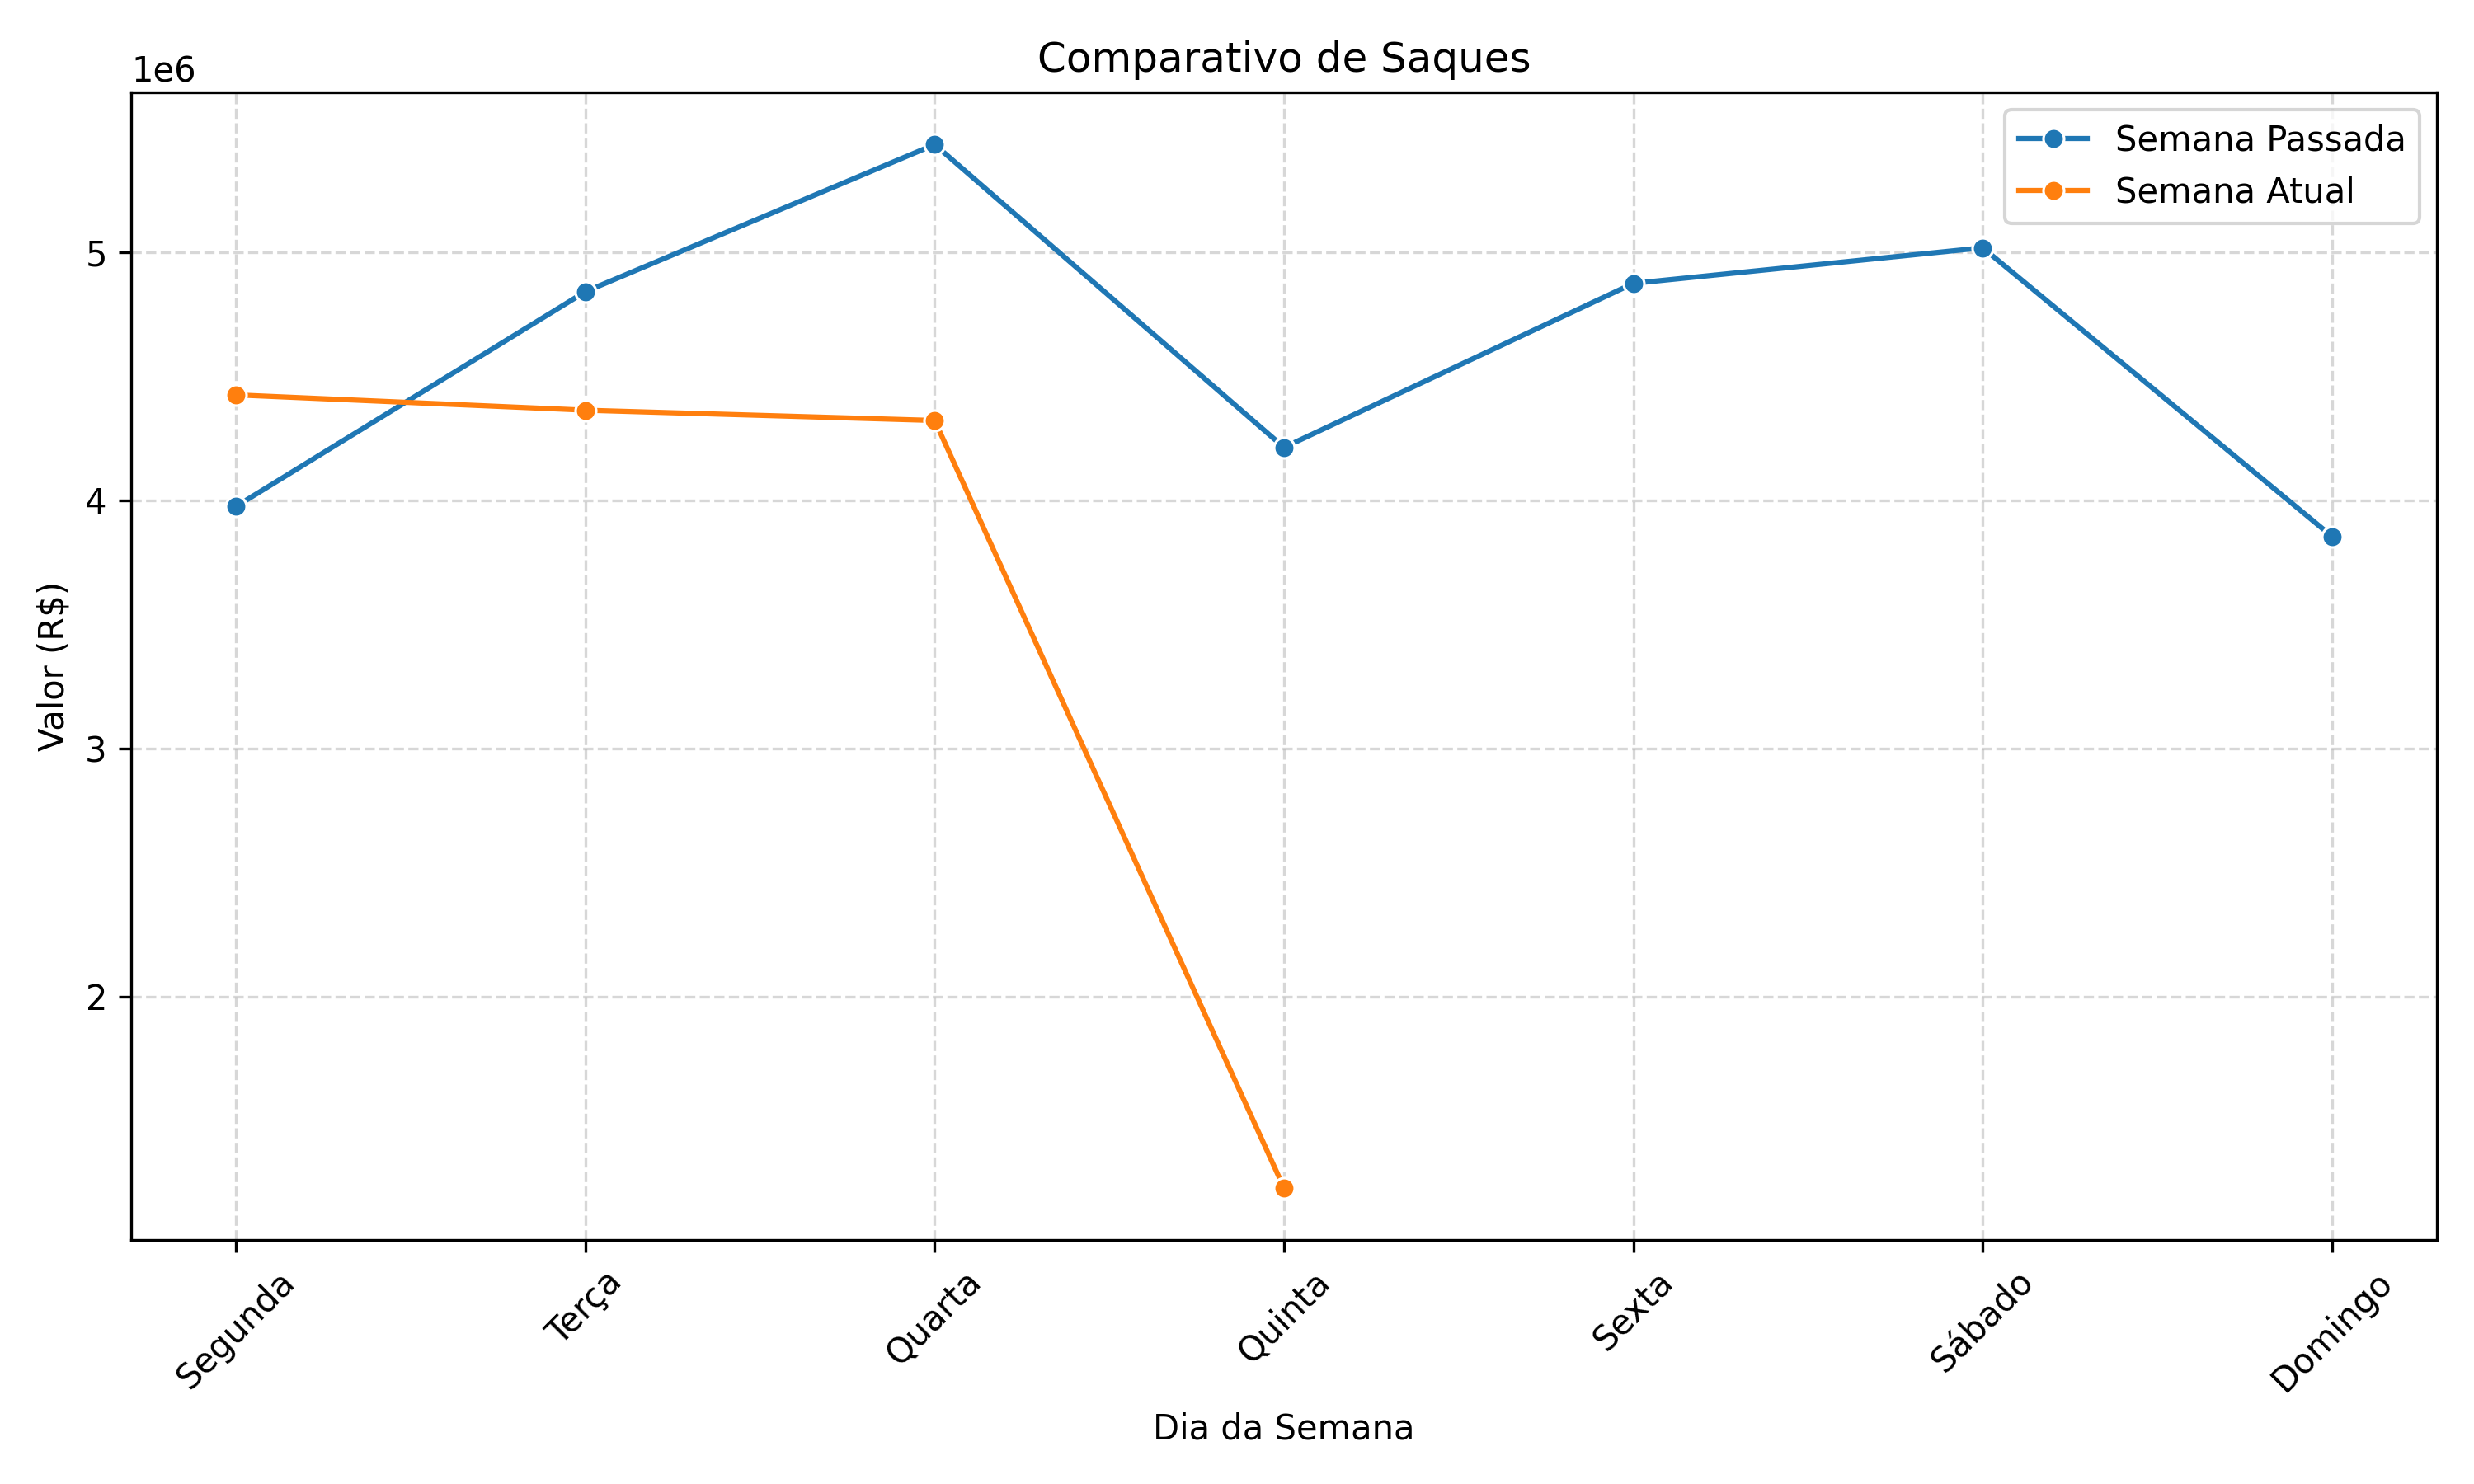 Comparativo de Saques
1e6
Semana Passada
Semana Atual
5
4
3
2
Valor (R$)
Segunda
Terça
Quarta
Quinta
Sexta
Sábado
Domingo
Dia da Semana